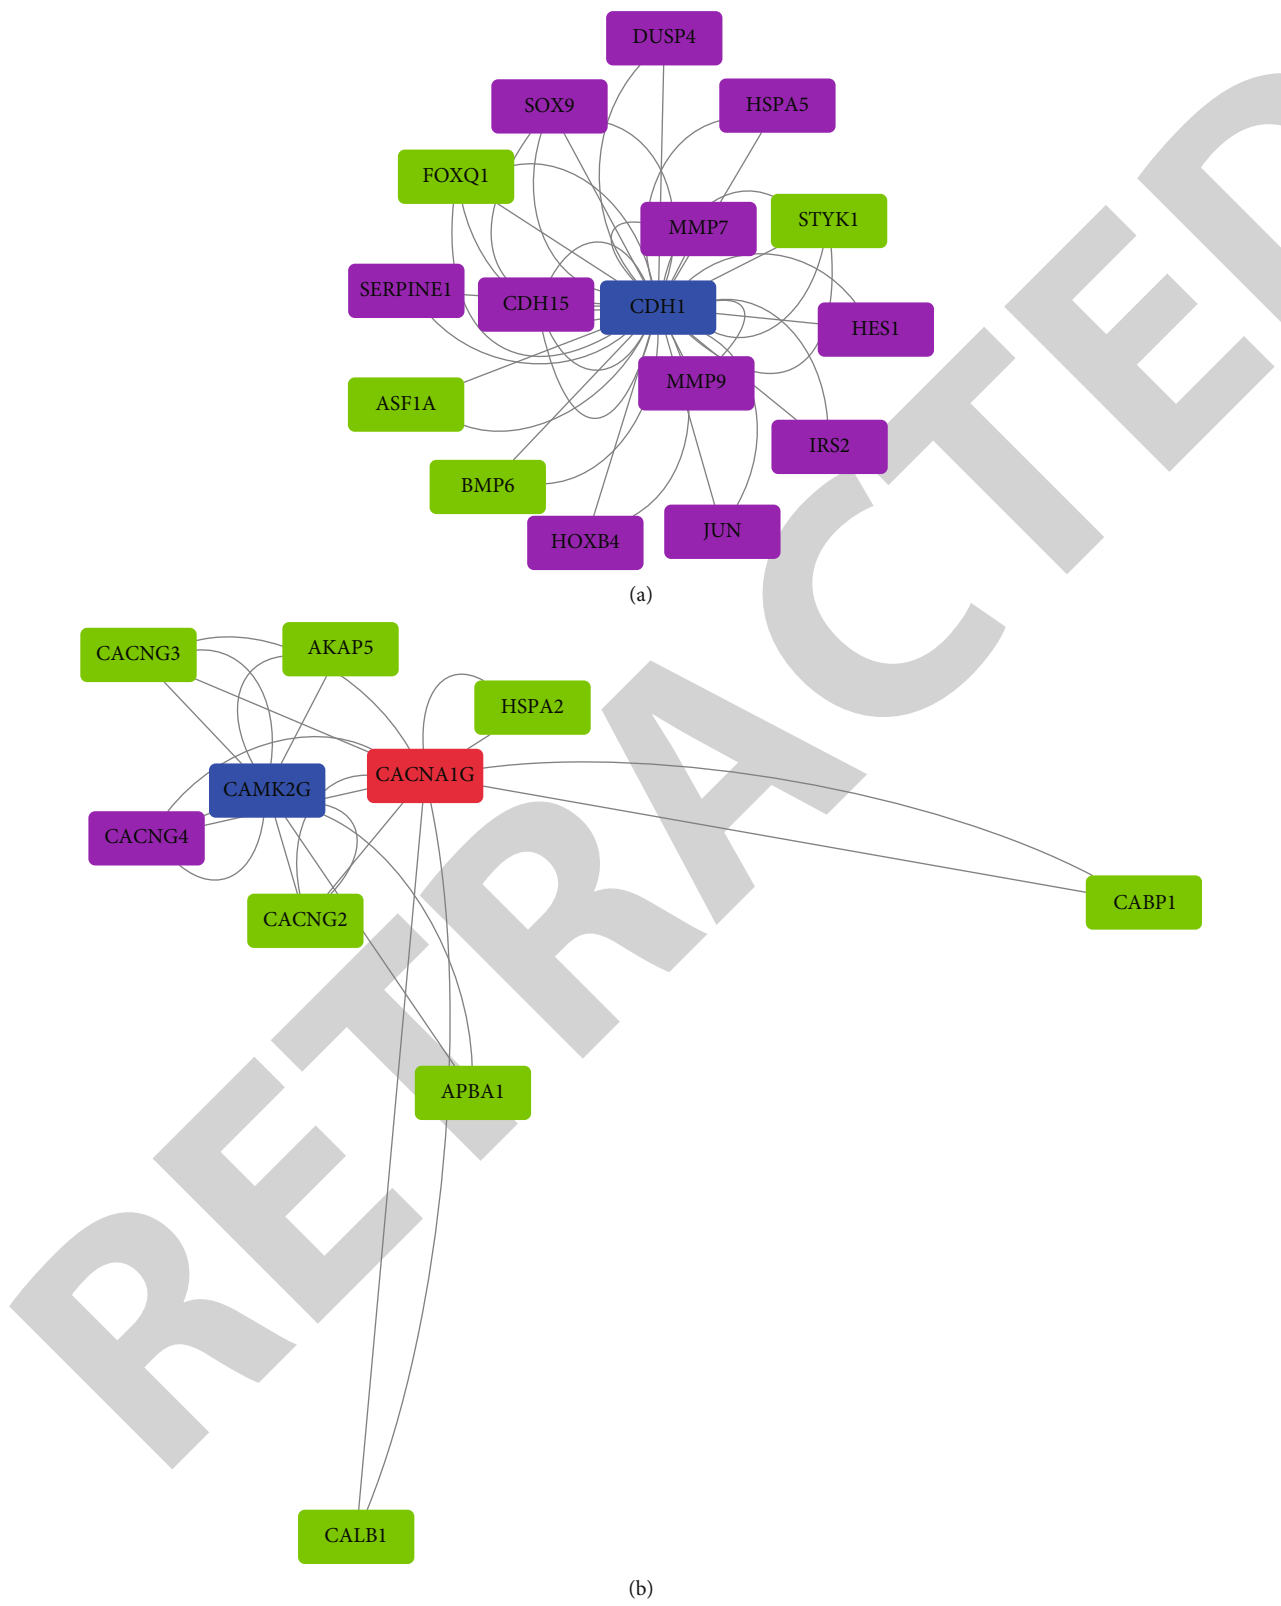 DUSP4
SOX9
HSPA5
FOXQ1
STYK1
MMP7
SERPINE1
CDH15
CDH1
HES1
MMP9
ASF1A
IRS2
BMP6
HOXB4
JUN
(a)
CACNG3
AKAP5
HSPA2
CACNA1G
CAMK2G
CACNG4
CACNG2
CABP1
APBA1
CALB1
(b)
RETRACTED